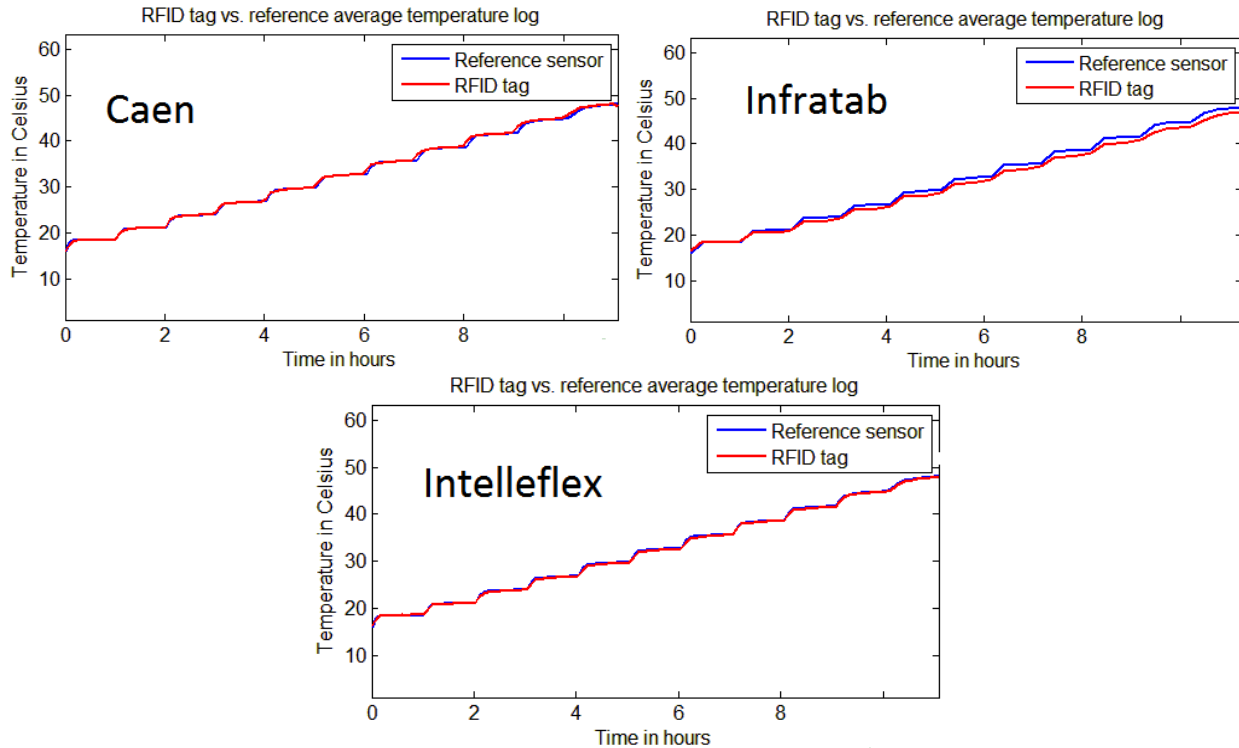 RFID tag vs. reference average temperature log
Temperature in Celsius
60
50
40
30
20
10
Caen
Reference sensor
RFID tag
0 2 4 6 8
Time in hours
RFID tag vs. reference average temperature log
Temperature in Celsius
60
50
40
30
20
10
Infratab
Reference sensor
RFID tag
0 2 4 6 8
Time in hours
RFID tag vs. reference average temperature log
Temperature in Celsius
60
50
40
30
20
10
Intelleflex
Reference sensor
RFID tag
0 2 4 6 8
Time in hours